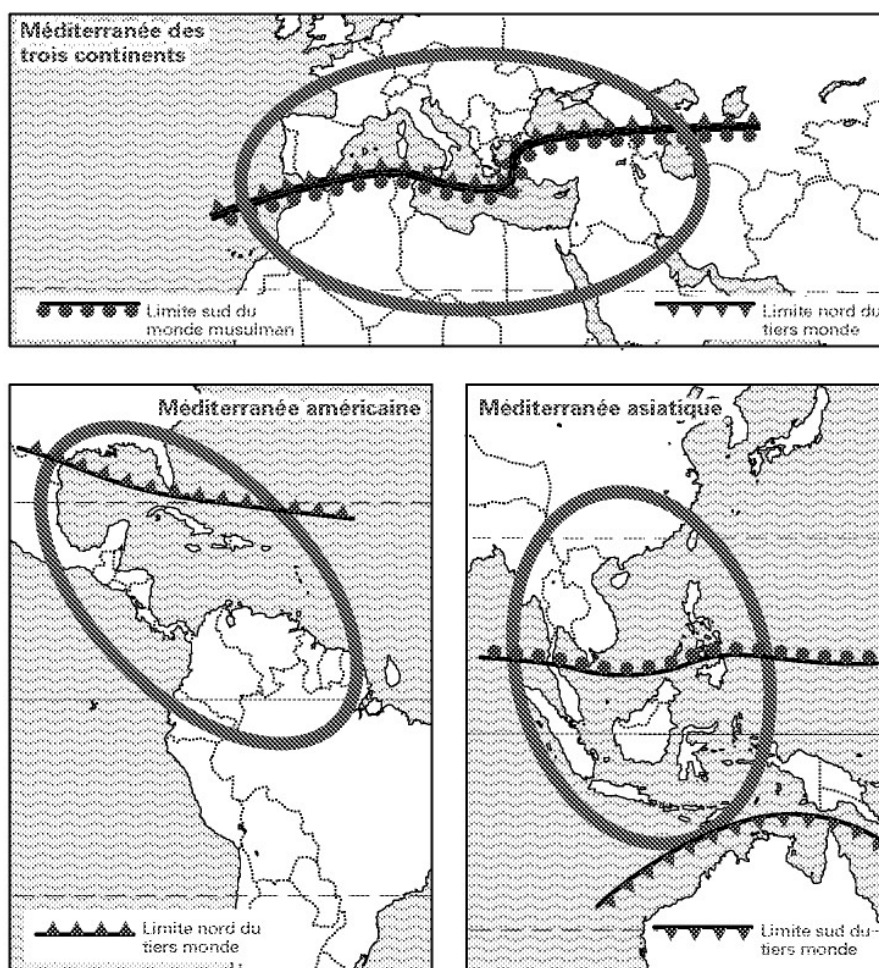 Méditerranée des
trois continents
Limite sud du
monde musulman
Limite nord du
tiers monde
Méditerranée américaine
Limite nord du
tiers monde
Méditerranée asiatique
Limite sud du
tiers monde